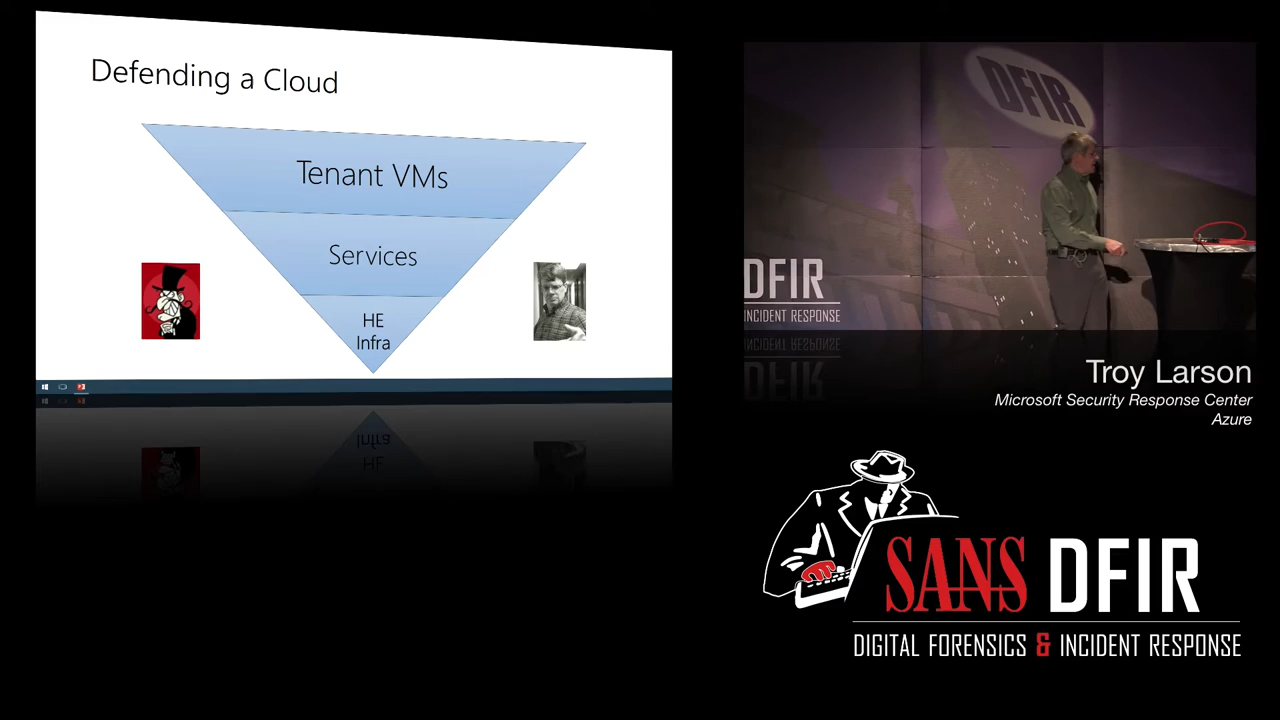 Defending a Cloud
Tenant VMs
Services
HE
Infra
DFIR
DFIR
INCIDENT RESPONSE
Troy Larson
Microsoft Security Response Center
Azure
SANS DFIR
DIGITAL FORENSICS & INCIDENT RESPONSE